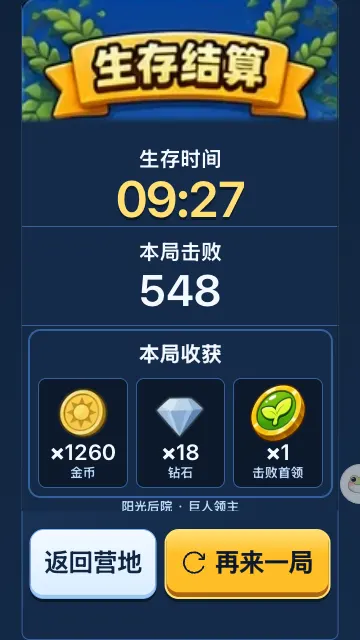 生存结算
生存时间
09:27
本局击败
548
本局收获
×1260
金币
×18
钻石
×1
击败首领
阳光后院 · 巨人领主
返回营地
再来一局